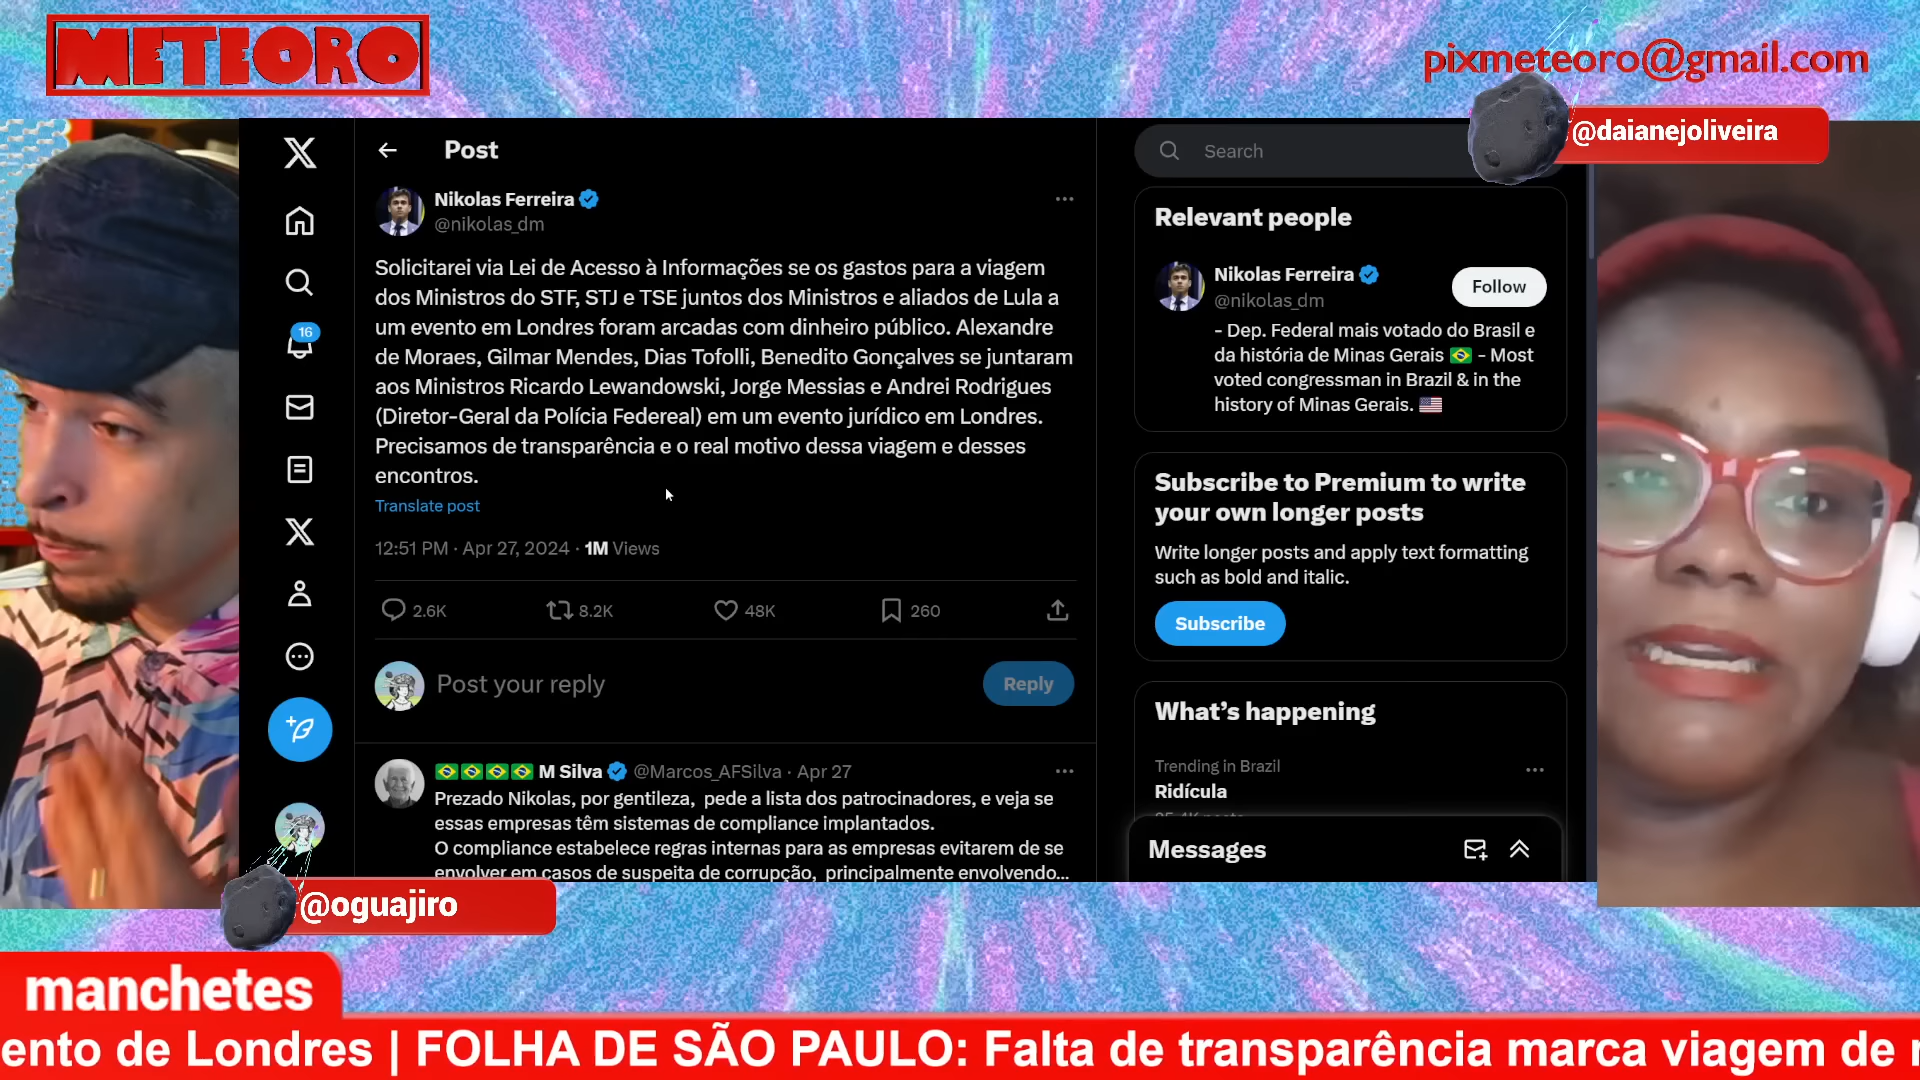 METEORO
pixmeteoro@gmail.com
@daianejoliveira
Post
Nikolas Ferreira
@nikolas_dm
Solicitarei via Lei de Acesso à Informações se os gastos para a viagem
dos Ministros do STF, STJ e TSE juntos dos Ministros e aliados de Lula a
um evento em Londres foram arcadas com dinheiro público. Alexandre
de Moraes, Gilmar Mendes, Dias Tofolli, Benedito Gonçalves se juntaram
aos Ministros Ricardo Lewandowski, Jorge Messias e Andrei Rodrigues
(Diretor-Geral da Polícia Federeal) em um evento jurídico em Londres.
Precisamos de transparência e o real motivo dessa viagem e desses
encontros.
Translate post
12:51 PM · Apr 27, 2024 · 1M Views
2.6K 8.2K 48K 260
Post your reply
Reply
M Silva @Marcos_AFSilva · Apr 27
Prezado Nikolas, por gentileza, pede a lista dos patrocinadores, e veja se
essas empresas têm sistemas de compliance implantados.
O compliance estabelece regras internas para as empresas evitarem de se
envolver em casos de suspeita de corrupção, principalmente envolvendo...
16
Search
Relevant people
Nikolas Ferreira
@nikolas_dm
Follow
- Dep. Federal mais votado do Brasil e
da história de Minas Gerais - Most
voted congressman in Brazil & in the
history of Minas Gerais.
Subscribe to Premium to write
your own longer posts
Write longer posts and apply text formatting
such as bold and italic.
Subscribe
What's happening
Trending in Brazil
Ridícula
Messages
@oguajiro
manchetes
ento de Londres | FOLHA DE SÃO PAULO: Falta de transparência marca viagem de